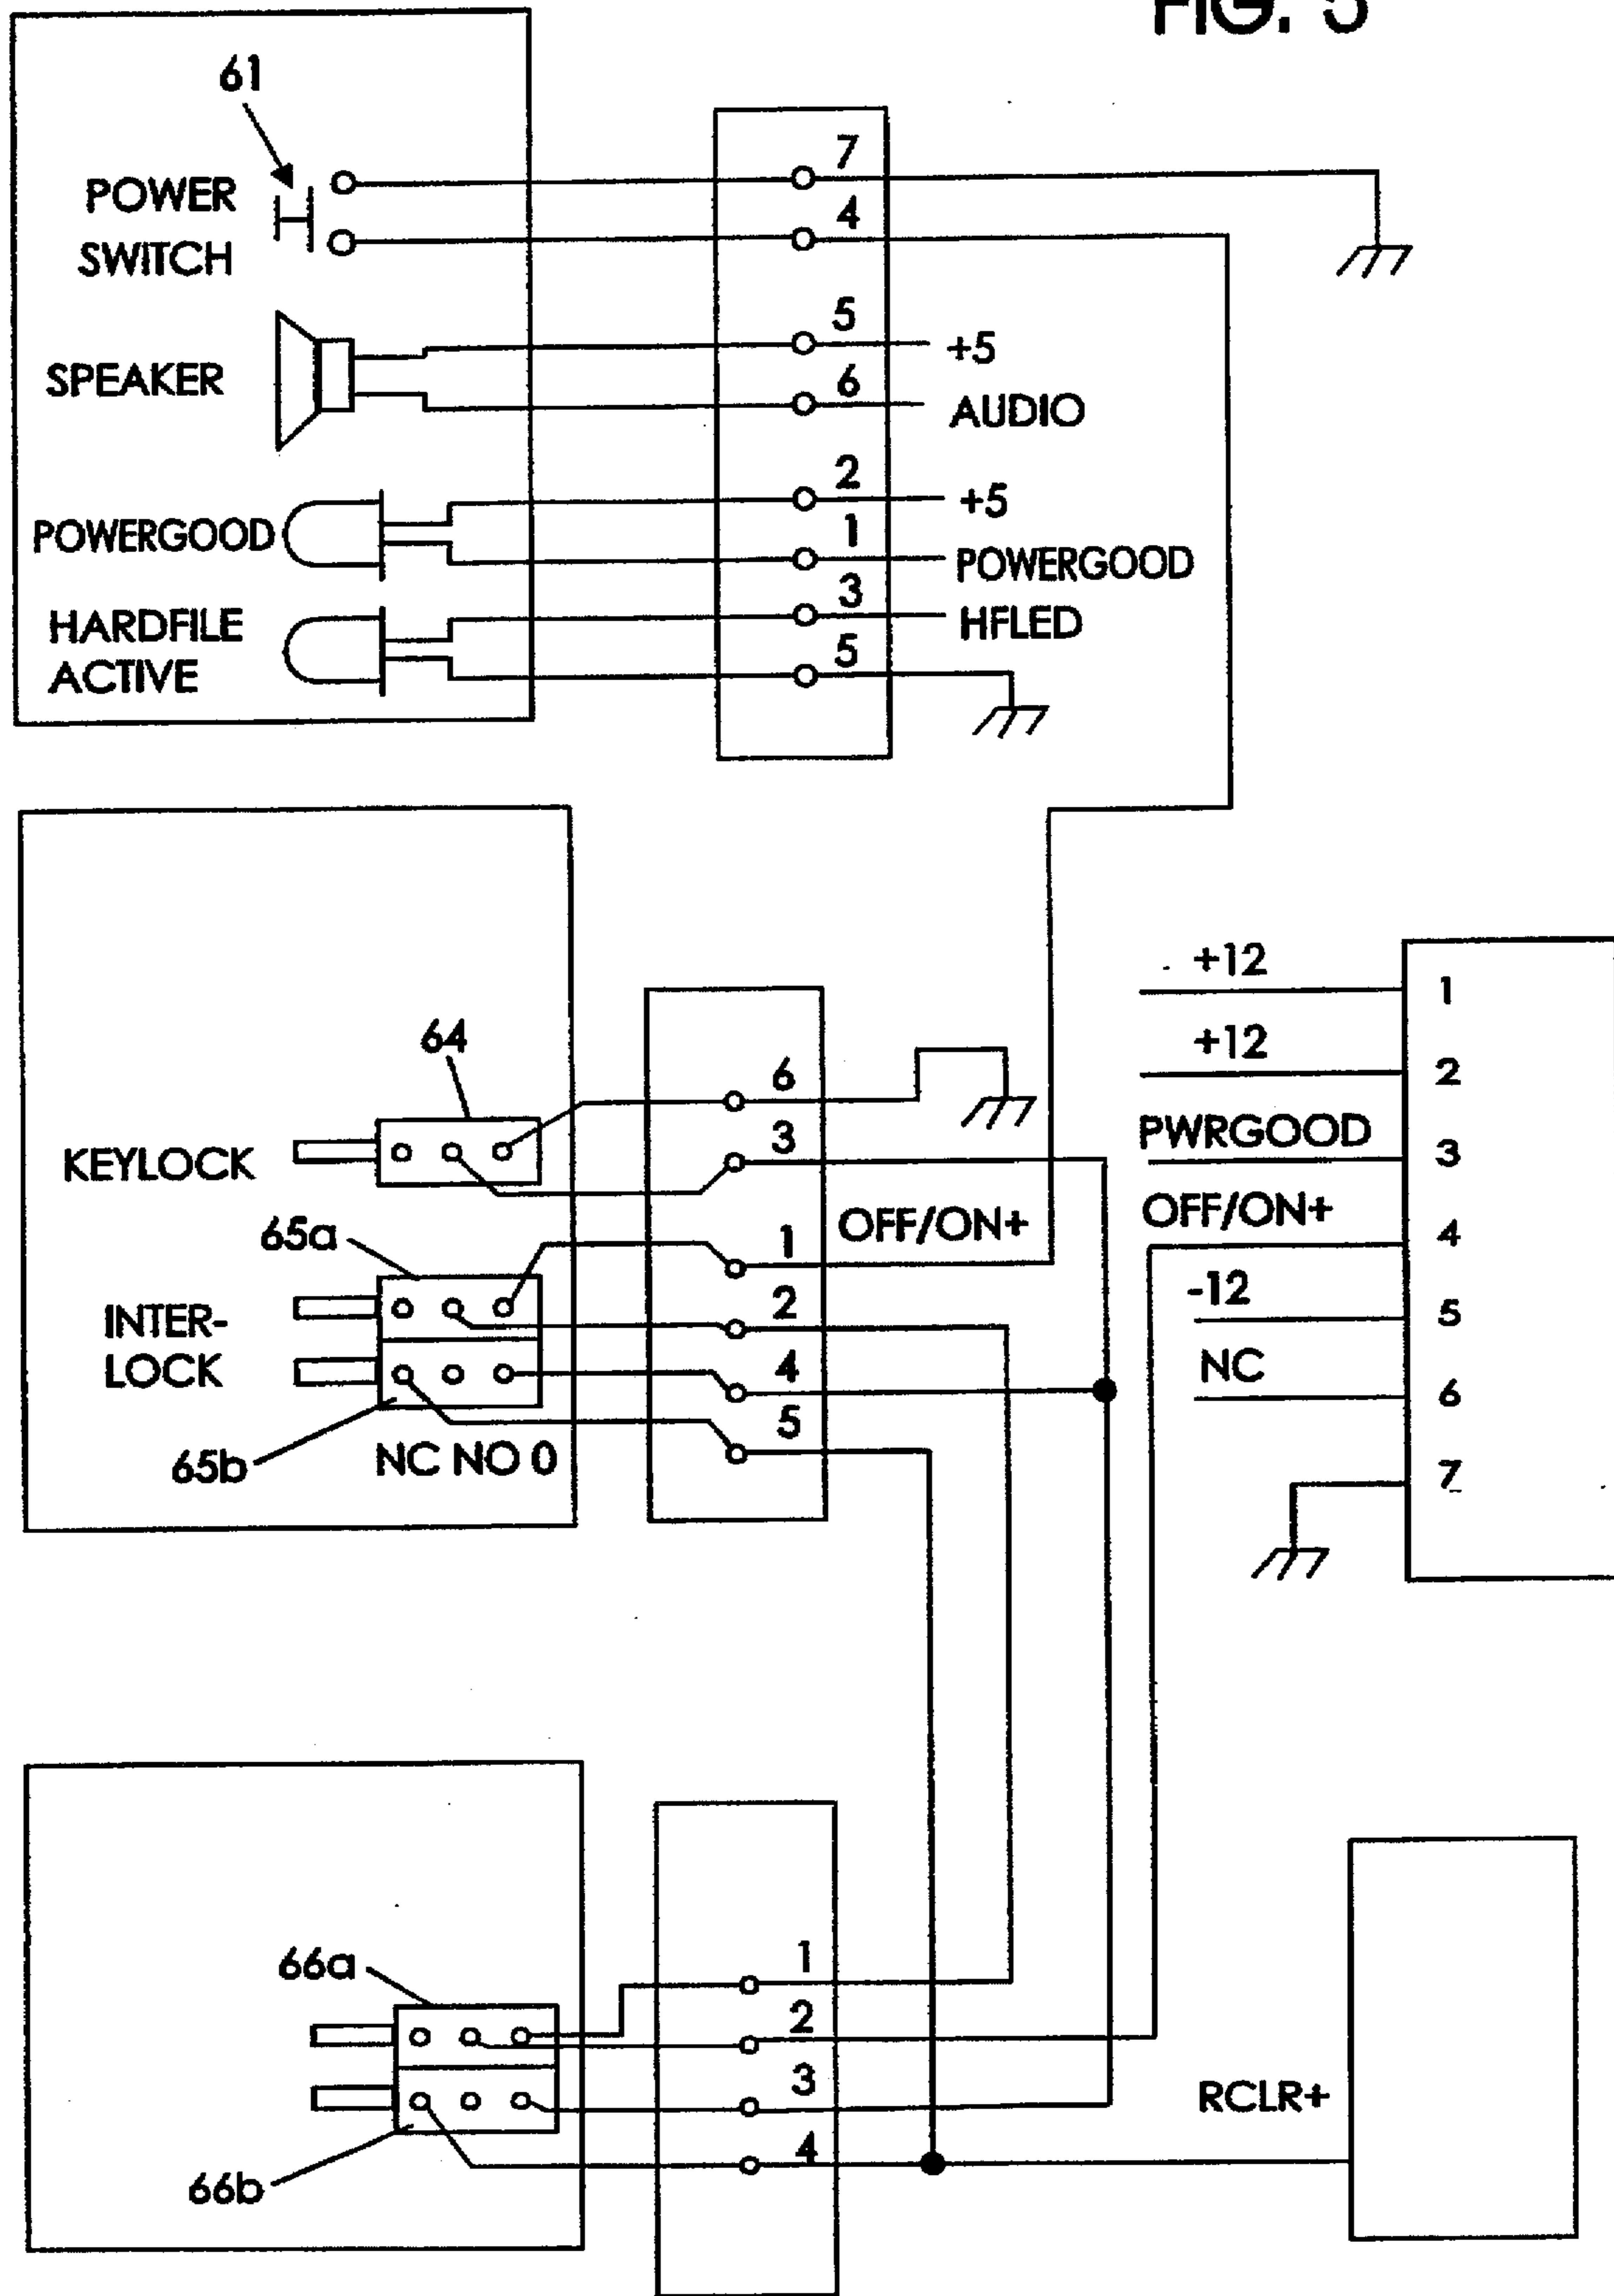 FIG. 5
61
POWER
SWITCH
7
4
SPEAKER
5
+5
6
AUDIO
POWERGOOD
2
+5
1
POWERGOOD
HARDFILE
ACTIVE
3
HFLED
5
64
KEYLOCK
6
3
65a
INTER-
LOCK
65b
NC NO 0
1
OFF/ON+
2
4
5
+12
1
+12
2
PWRGOOD
3
OFF/ON+
4
-12
5
NC
6
7
66a
66b
1
2
3
4
RCLR+